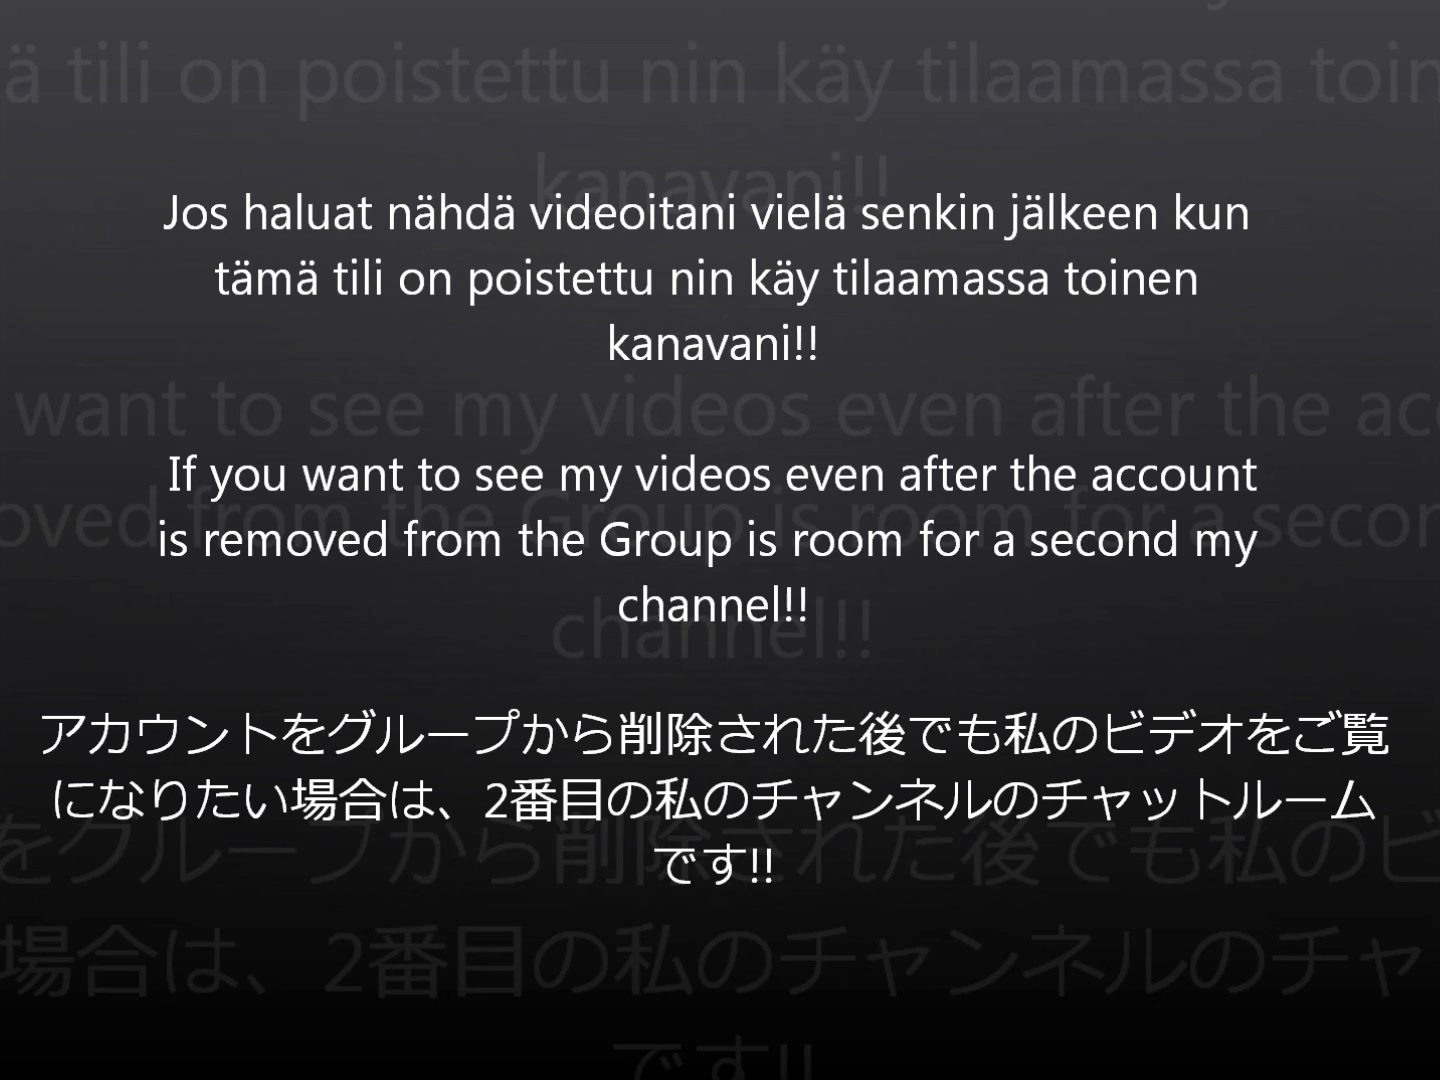 Jos haluat nähdä videoitani vielä senkin jälkeen kun
tämä tili on poistettu nin käy tilaamassa toinen
kanavani!!
If you want to see my videos even after the account
is removed from the Group is room for a second my
channel!!
アカウントをグループから削除された後でも私のビデオをご覧
になりたい場合は、2番目の私のチャンネルのチャットルーム
です!!